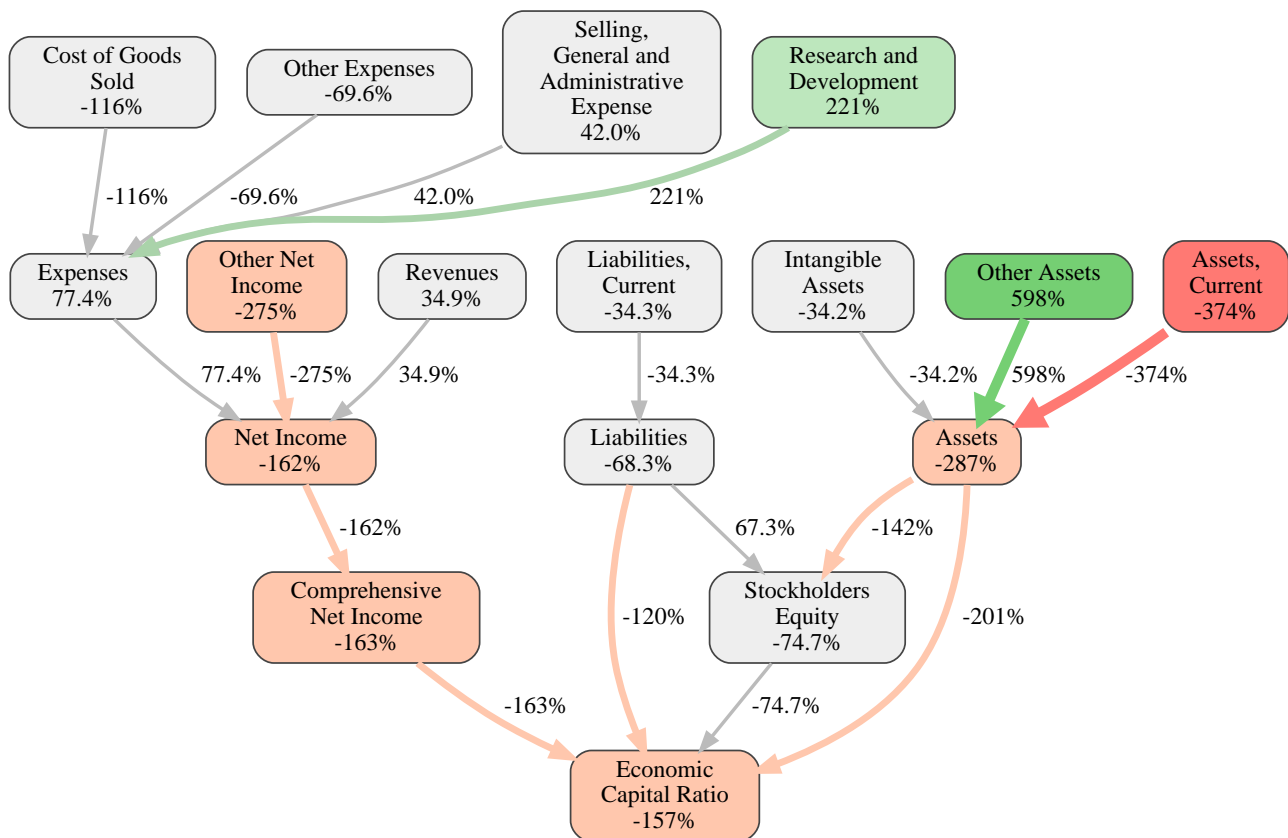 Cost of Goods
Sold
-116%
Other Expenses
-69.6%
Selling,
General and
Administrative
Expense
42.0%
Research and
Development
221%
-116%
-69.6%
42.0%
221%
Expenses
77.4%
Other Net
Income
-275%
Revenues
34.9%
Liabilities,
Current
-34.3%
Intangible
Assets
-34.2%
Other Assets
598%
Assets,
Current
-374%
77.4%
-275%
34.9%
-34.3%
-34.2%
598%
-374%
Net Income
-162%
Liabilities
-68.3%
Assets
-287%
-162%
67.3%
-142%
Comprehensive
Net Income
-163%
-120%
Stockholders
Equity
-74.7%
-201%
-163%
-74.7%
Economic
Capital Ratio
-157%